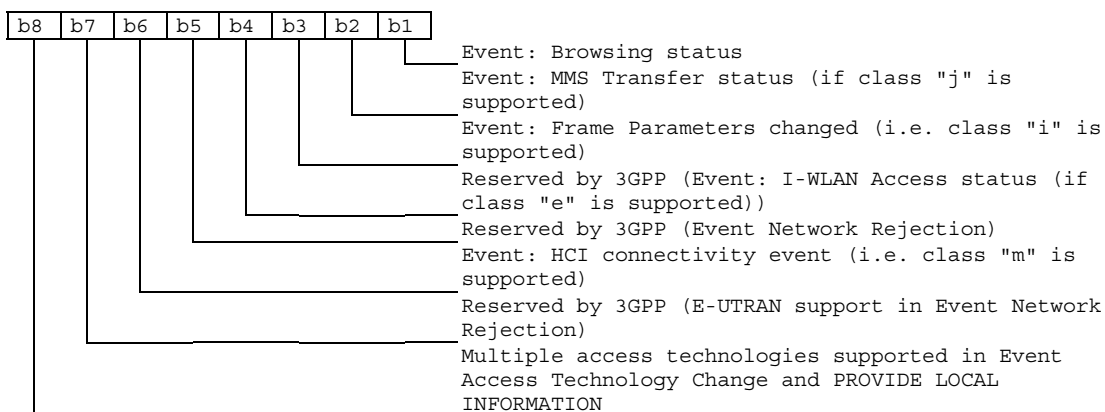 b8 b7 b6 b5 b4 b3 b2 b1
Event: Browsing status
Event: MMS Transfer status (if class "j" is
supported)
Event: Frame Parameters changed (i.e. class "i" is
supported)
Reserved by 3GPP (Event: I-WLAN Access status (if
class "e" is supported))
Reserved by 3GPP (Event Network Rejection)
Event: HCI connectivity event (i.e. class "m" is
supported)
Reserved by 3GPP (E-UTRAN support in Event Network
Rejection)
Multiple access technologies supported in Event
Access Technology Change and PROVIDE LOCAL
INFORMATION